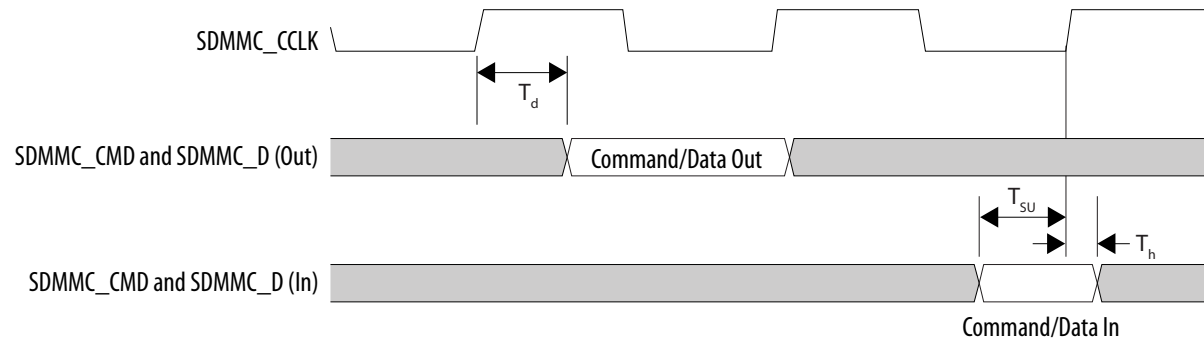 SDMMC_CCLK
T_d
SDMMC_CMD and SDMMC_D (Out)
Command/Data Out
T_SU
T_h
SDMMC_CMD and SDMMC_D (In)
Command/Data In